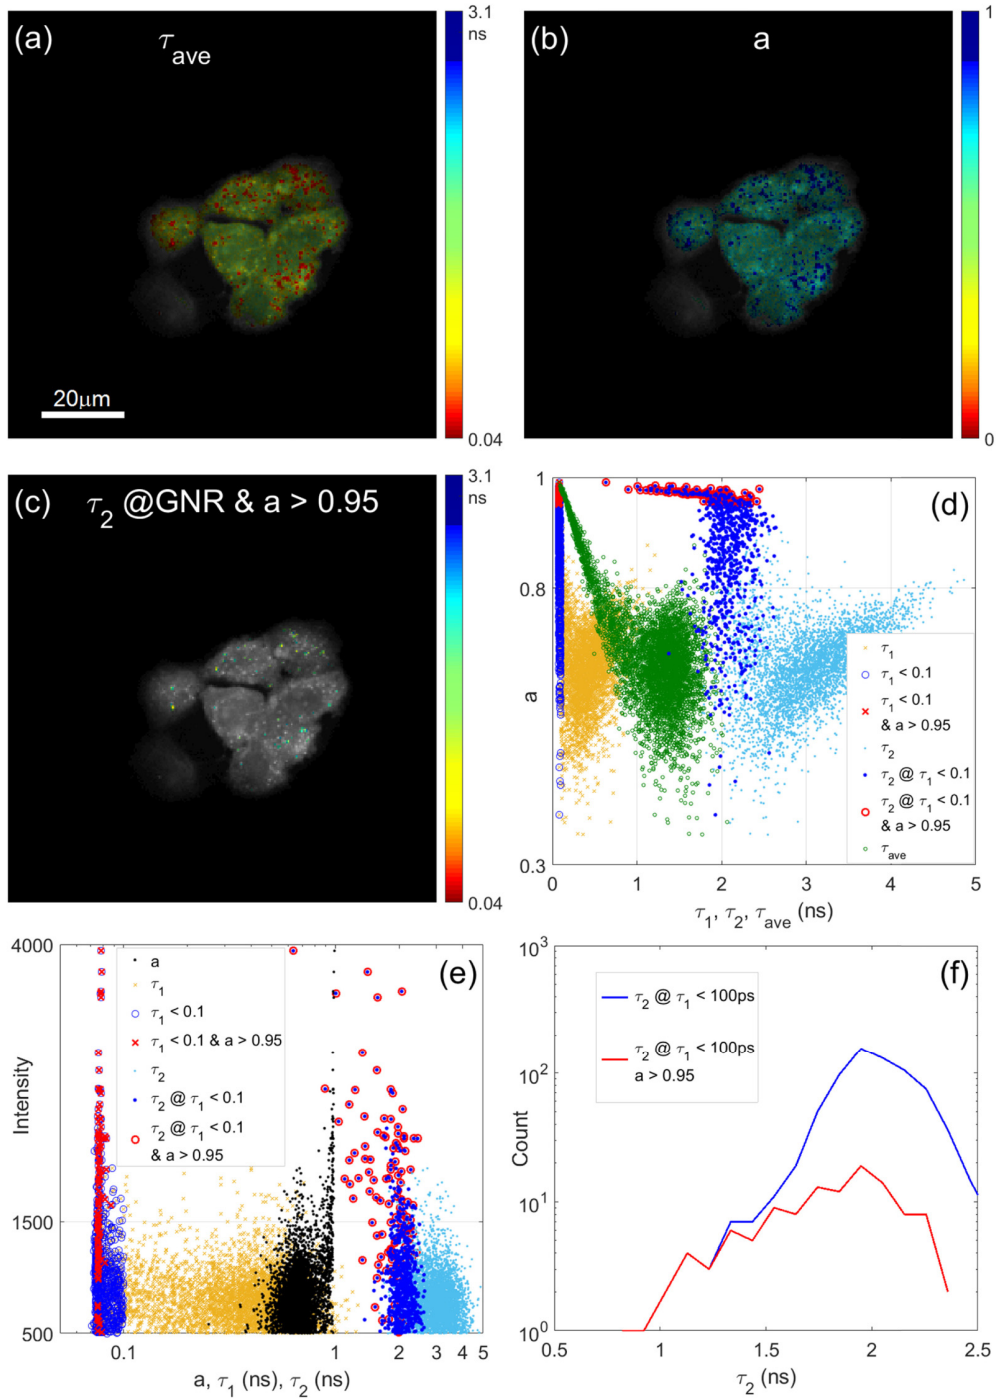 (a)
τ_ave
3.1
ns
0.04
20μm
(b)
a
1
0
(c)
τ₂ @GNR & a > 0.95
3.1
ns
0.04
(d)
1
0.8
0.3
a
0 1 2 3 4 5
τ₁, τ₂, τ_ave (ns)
τ₁
τ₁ < 0.1
τ₁ < 0.1
& a > 0.95
τ₂
τ₂ @ τ₁ < 0.1
τ₂ @ τ₁ < 0.1
& a > 0.95
τ_ave
(e)
4000
1500
500
Intensity
0.1 1 2 3 4 5
a, τ₁ (ns), τ₂ (ns)
a
τ₁
τ₁ < 0.1
τ₁ < 0.1 & a > 0.95
τ₂
τ₂ @ τ₁ < 0.1
τ₂ @ τ₁ < 0.1
& a > 0.95
(f)
10³
10²
10¹
10⁰
Count
0.5 1 1.5 2 2.5
τ₂ (ns)
τ₂ @ τ₁ < 100ps
τ₂ @ τ₁ < 100ps
a > 0.95